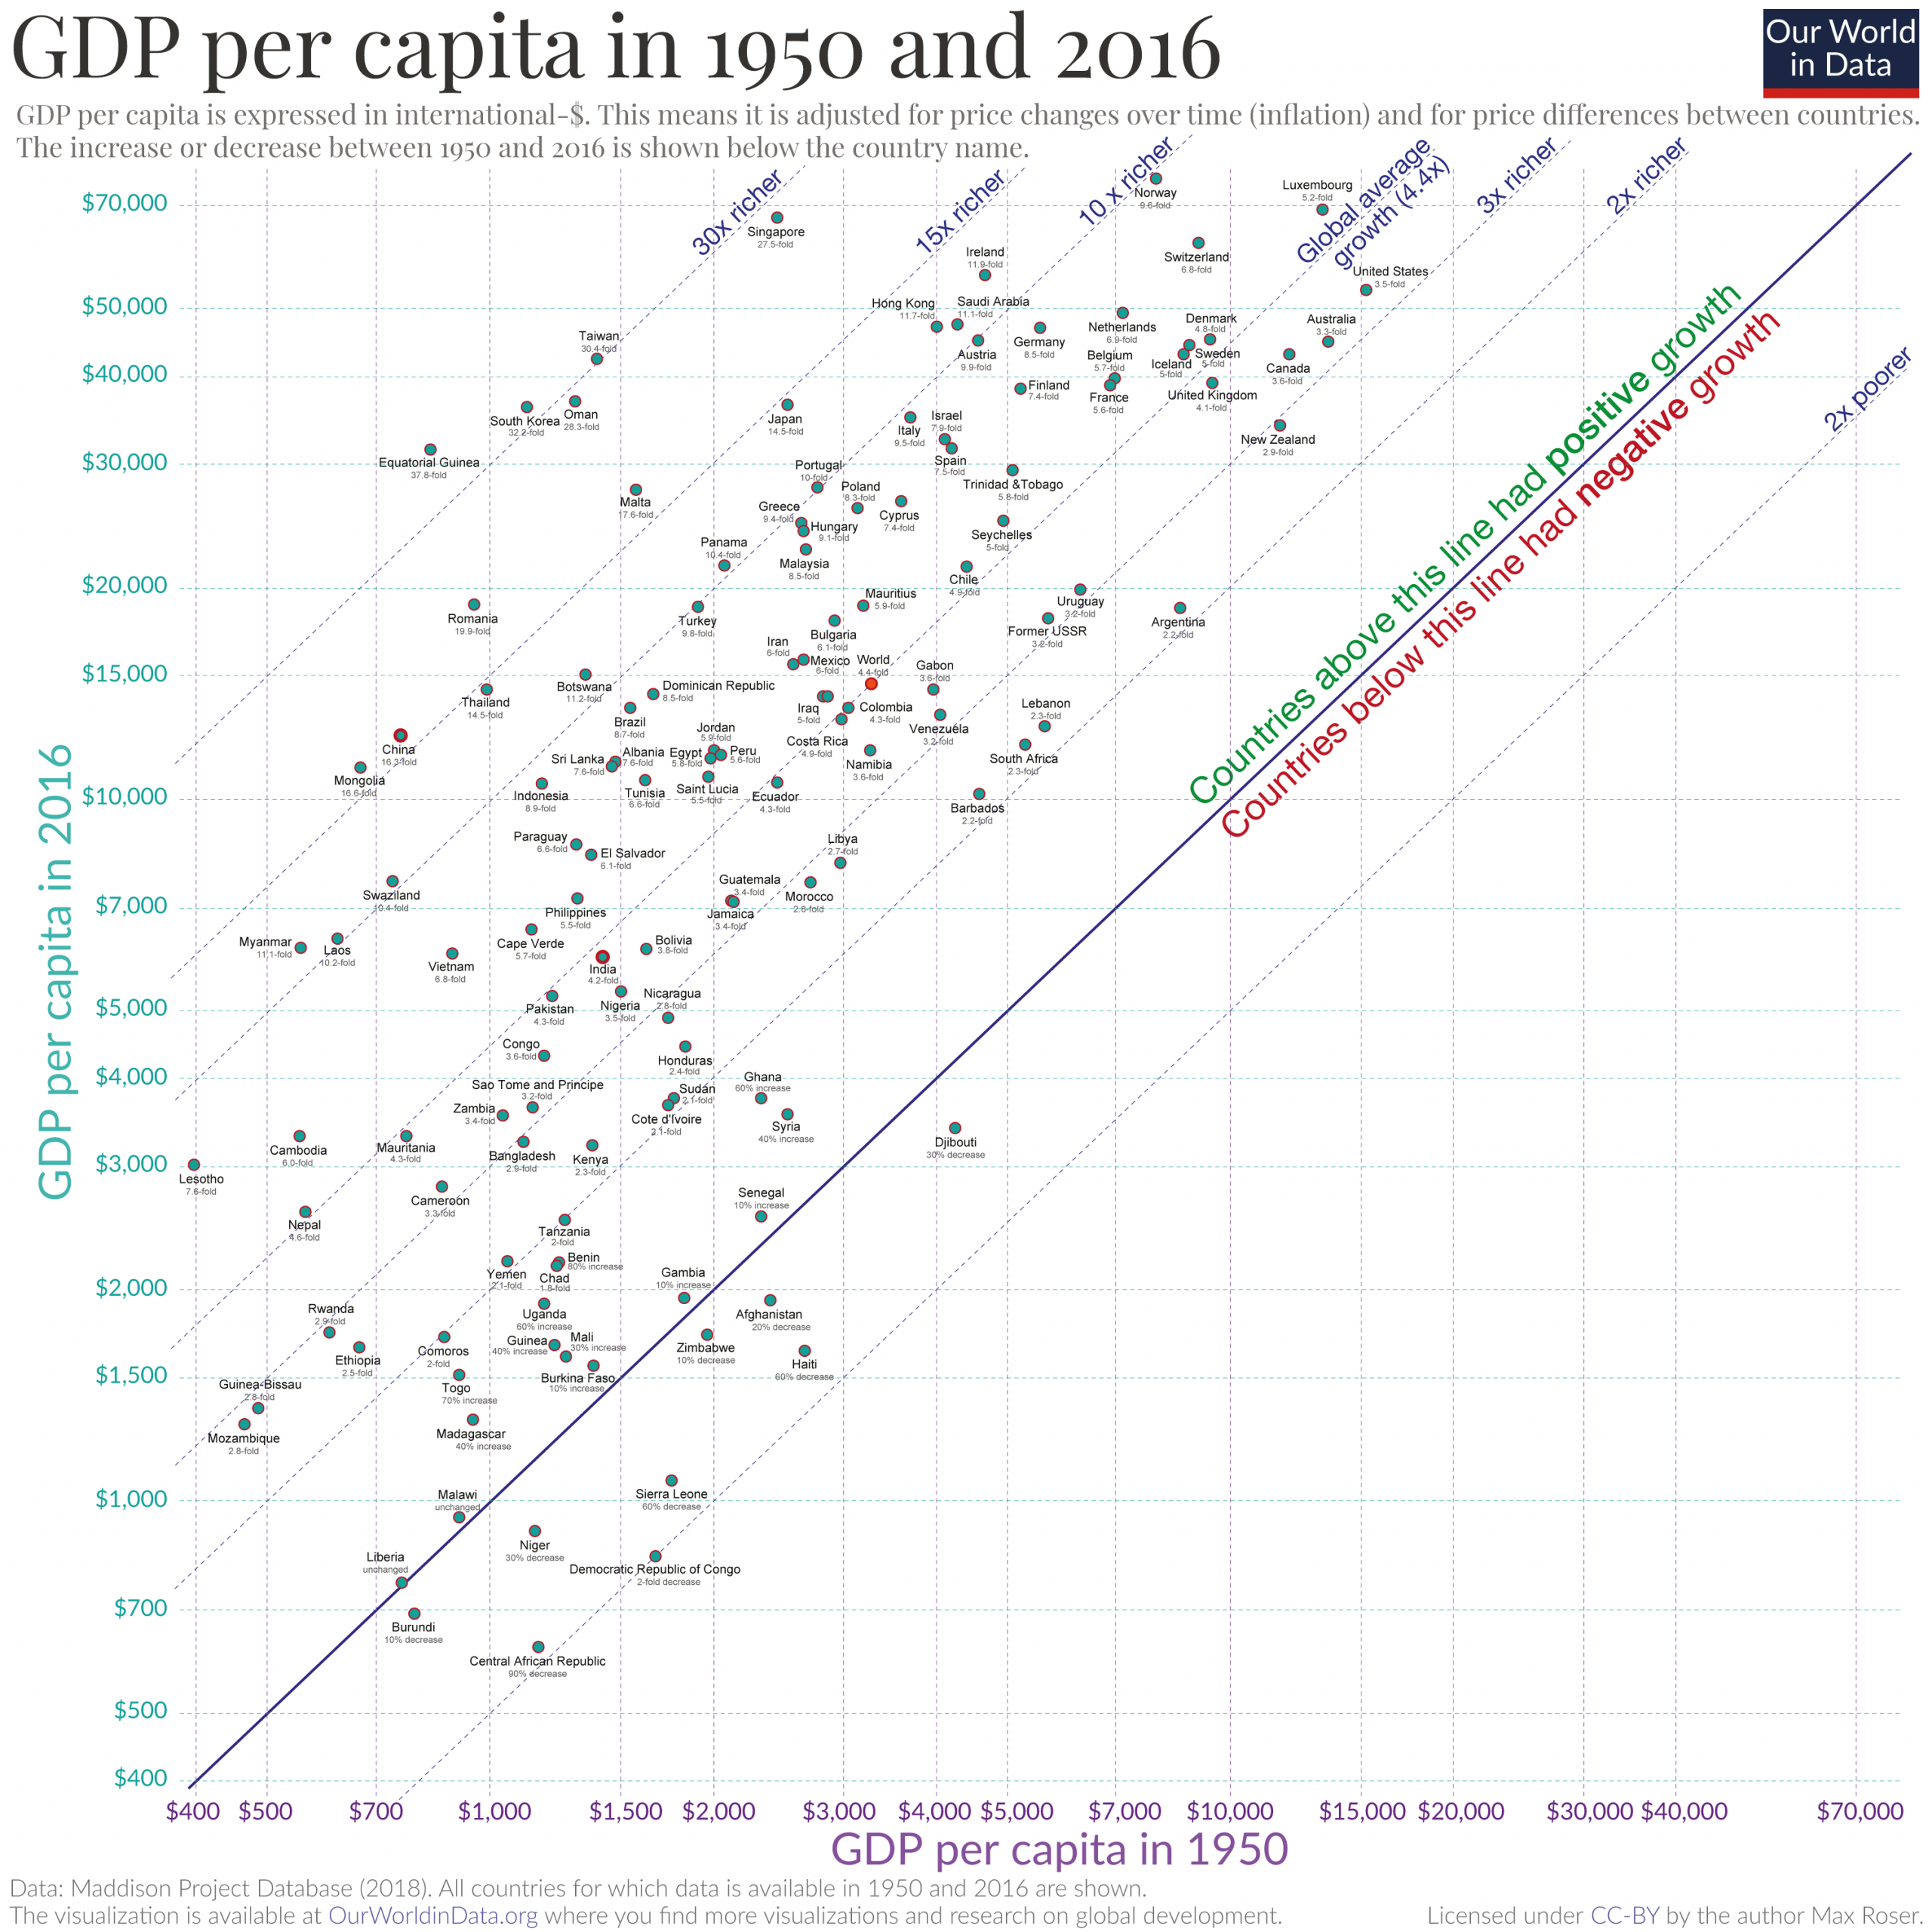 GDP per capita in 1950 and 2016
Our World
in Data
GDP per capita is expressed in international-$. This means it is adjusted for price changes over time (inflation) and for price differences between countries.
The increase or decrease between 1950 and 2016 is shown below the country name.
30x richer
15x richer
10 x richer
Global average
growth (4.4x)
3x richer
2x richer
2x poorer
Countries above this line had positive growth
Countries below this line had negative growth
GDP per capita in 2016
$70,000
$50,000
$40,000
$30,000
$20,000
$15,000
$10,000
$7,000
$5,000
$4,000
$3,000
$2,000
$1,500
$1,000
$700
$500
$400
Norway
9.6-fold
Luxembourg
5.2-fold
Singapore
27.5-fold
Switzerland
6.8-fold
Ireland
11.9-fold
United States
3.5-fold
Hong Kong
11.7-fold
Saudi Arabia
11.1-fold
Netherlands
6.9-fold
Denmark
4.8-fold
Australia
3.3-fold
Germany
8.5-fold
Austria
9.9-fold
Taiwan
30.4-fold
Belgium
5.7-fold
Iceland
5-fold
Sweden
5-fold
Canada
3.6-fold
Finland
7.4-fold
France
5.6-fold
United Kingdom
4.1-fold
South Korea
32.2-fold
Oman
28.3-fold
Japan
14.5-fold
Italy
9.5-fold
Israel
7.9-fold
New Zealand
2.9-fold
Spain
7.5-fold
Equatorial Guinea
37.8-fold
Trinidad &Tobago
5.8-fold
Malta
17.6-fold
Portugal
10-fold
Poland
8.3-fold
Cyprus
7.4-fold
Greece
9.4-fold
Hungary
9.1-fold
Seychelles
5-fold
Panama
10.4-fold
Malaysia
8.5-fold
Chile
4.9-fold
Romania
19.9-fold
Turkey
9.8-fold
Mauritius
5.9-fold
Uruguay
3.2-fold
Argentina
2.2-fold
Former USSR
3.2-fold
Bulgaria
6.1-fold
Iran
6-fold
Mexico
6-fold
World
4.4-fold
Gabon
3.6-fold
Thailand
14.5-fold
Botswana
11.2-fold
Dominican Republic
8.5-fold
Brazil
8.7-fold
Iraq
5-fold
Colombia
4.3-fold
Venezuela
3.2-fold
Lebanon
2.3-fold
China
16.3-fold
Jordan
5.9-fold
Costa Rica
4.9-fold
Namibia
3.6-fold
South Africa
2.3-fold
Mongolia
16.6-fold
Sri Lanka
7.6-fold
Albania
7.6-fold
Egypt
5.8-fold
Peru
5.6-fold
Indonesia
8.9-fold
Tunisia
6.6-fold
Saint Lucia
5.5-fold
Ecuador
4.3-fold
Barbados
2.2-fold
Paraguay
6.6-fold
El Salvador
6.1-fold
Libya
2.7-fold
Swaziland
10.4-fold
Guatemala
3.4-fold
Morocco
2.8-fold
Jamaica
3.4-fold
Philippines
5.5-fold
Myanmar
11.1-fold
Laos
10.2-fold
Cape Verde
5.7-fold
Bolivia
3.8-fold
Vietnam
6.8-fold
India
4.2-fold
Pakistan
4.3-fold
Nigeria
3.5-fold
Nicaragua
2.8-fold
Congo
3.6-fold
Honduras
2.4-fold
Sao Tome and Principe
3.2-fold
Zambia
3.4-fold
Sudan
2.1-fold
Ghana
60% increase
Cote d'Ivoire
2.1-fold
Syria
40% increase
Djibouti
30% decrease
Cambodia
6.0-fold
Mauritania
4.3-fold
Bangladesh
2.9-fold
Kenya
2.3-fold
Lesotho
7.6-fold
Cameroon
3.3-fold
Senegal
10% increase
Nepal
4.6-fold
Tanzania
2-fold
Yemen
2.1-fold
Benin
80% increase
Chad
1.8-fold
Gambia
10% increase
Afghanistan
20% decrease
Uganda
60% increase
Rwanda
2.9-fold
Ethiopia
2.5-fold
Comoros
2-fold
Guinea
40% increase
Mali
30% increase
Zimbabwe
10% decrease
Haiti
60% decrease
Burkina Faso
10% increase
Togo
70% increase
Guinea-Bissau
2.8-fold
Mozambique
2.8-fold
Madagascar
40% increase
Sierra Leone
60% decrease
Malawi
unchanged
Niger
30% decrease
Liberia
unchanged
Democratic Republic of Congo
2-fold decrease
Burundi
10% decrease
Central African Republic
90% decrease
$400 $500 $700 $1,000 $1,500 $2,000 $3,000 $4,000 $5,000 $7,000 $10,000 $15,000 $20,000 $30,000 $40,000 $70,000
GDP per capita in 1950
Data: Maddison Project Database (2018). All countries for which data is available in 1950 and 2016 are shown.
The visualization is available at OurWorldinData.org where you find more visualizations and research on global development.
Licensed under CC-BY by the author Max Roser.